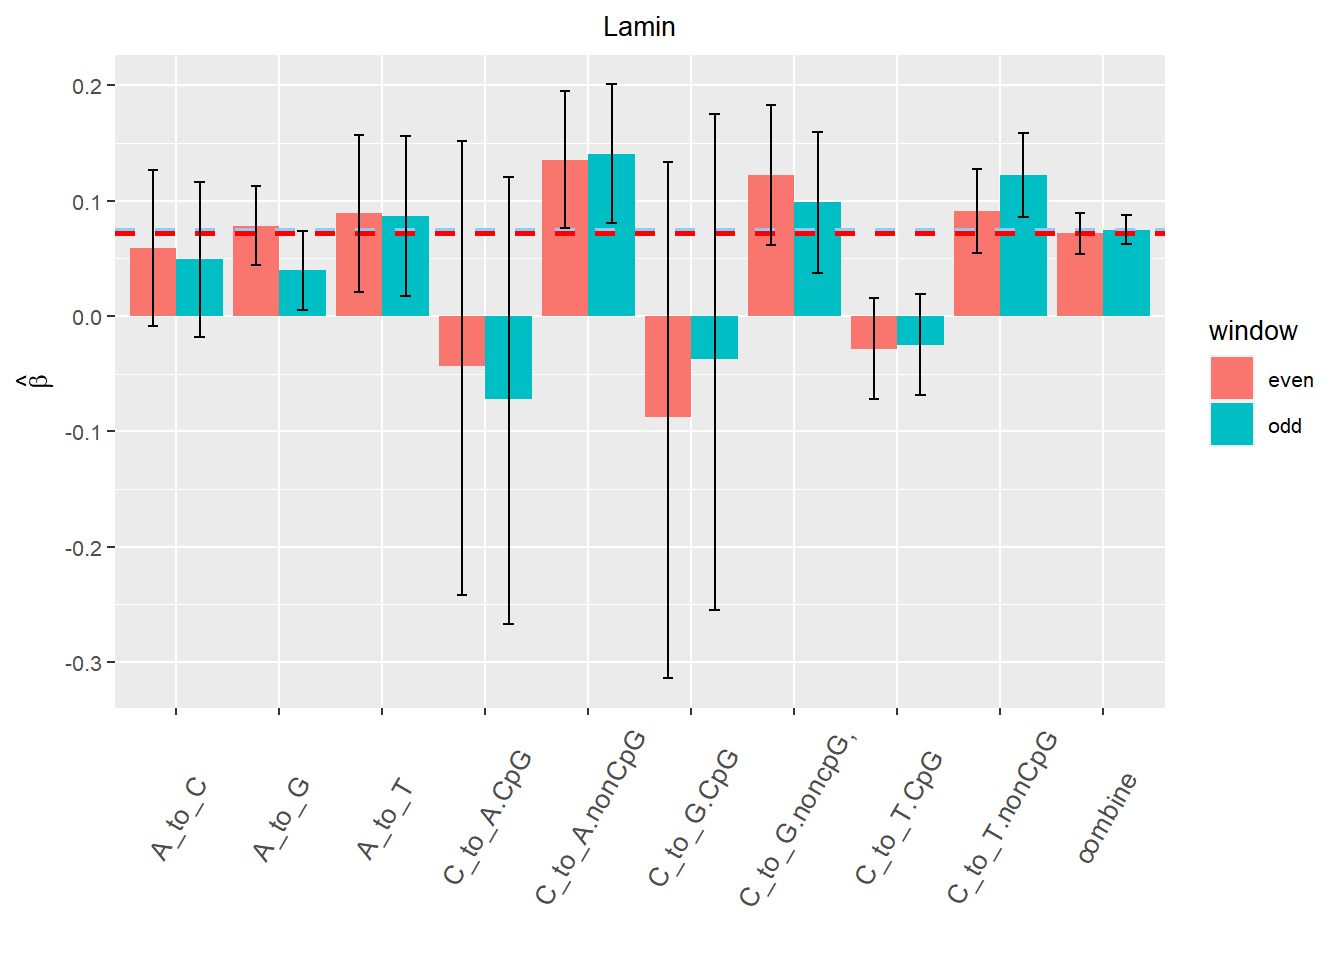 Lamin
0.2
0.1
0.0
-0.1
-0.2
-0.3
β̂
A_to_C
A_to_G
A_to_T
C_to_A.CpG
C_to_A.nonCpG
C_to_G.CpG
C_to_G.noncpG,
C_to_T.CpG
C_to_T.nonCpG
combine
window
even
odd